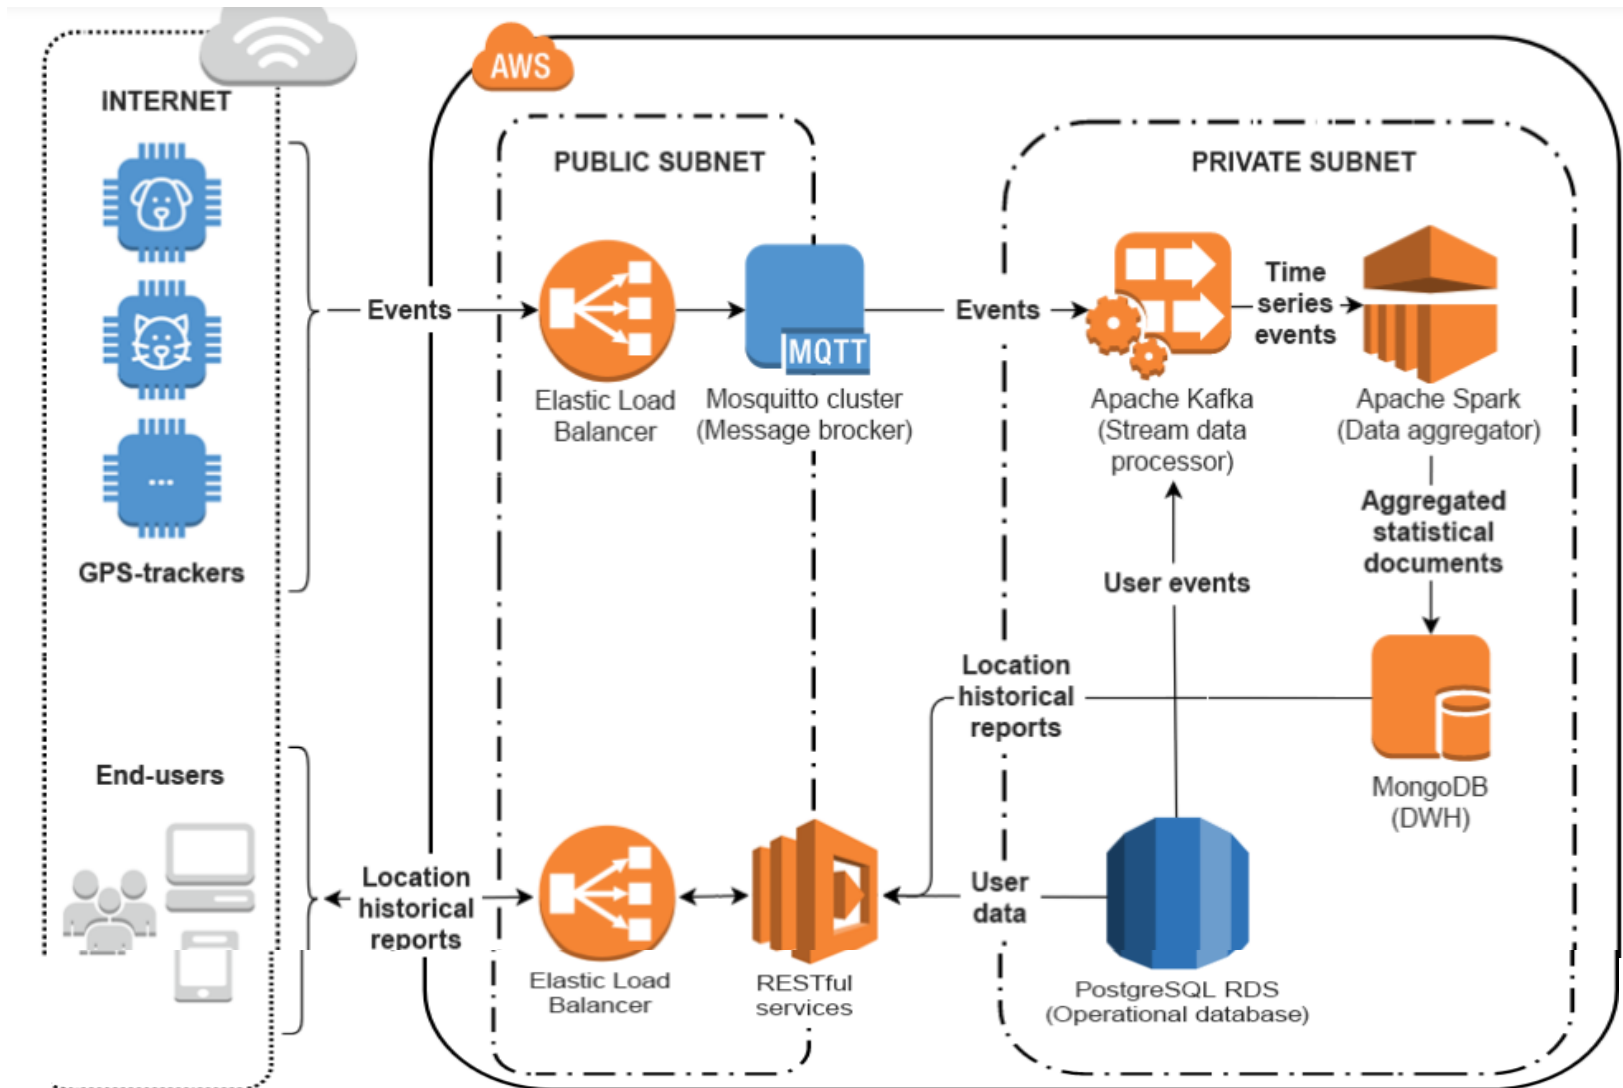 INTERNET
AWS
PUBLIC SUBNET
PRIVATE SUBNET
Events
Elastic Load
Balancer
MQTT
Mosquitto cluster
(Message brocker)
Events
Apache Kafka
(Stream data
processor)
Time
series
events
Apache Spark
(Data aggregator)
...
GPS-trackers
Aggregated
statistical
documents
User events
Location
historical
reports
MongoDB
(DWH)
End-users
Location
historical
reports
Elastic Load
Balancer
RESTful
services
User
data
PostgreSQL RDS
(Operational database)